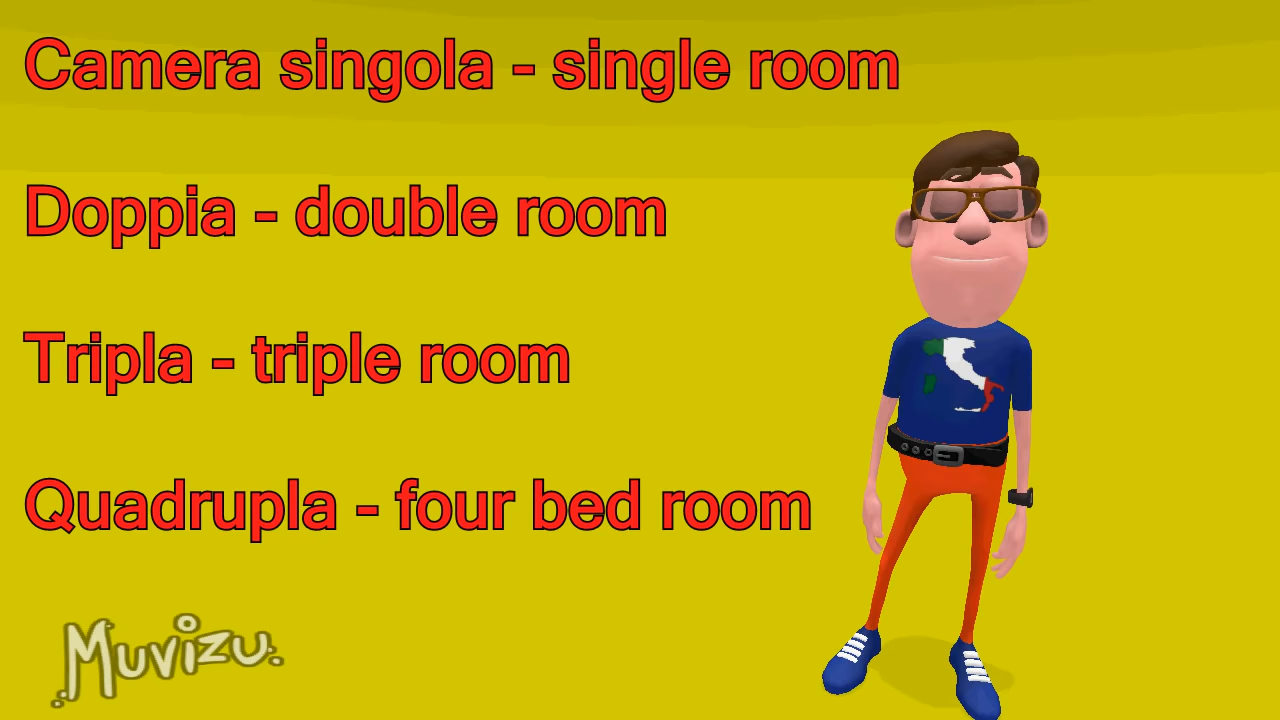 Camera singola - single room
Doppia - double room
Tripla - triple room
Quadrupla - four bed room
Muvizu